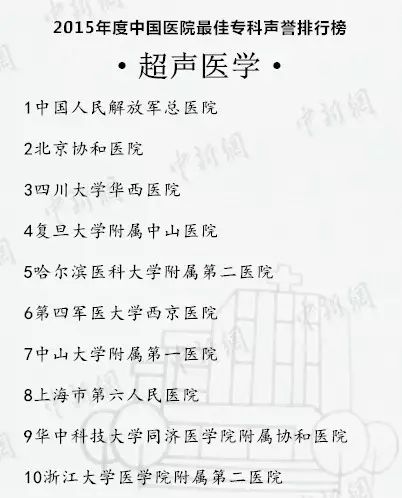 2015年度中国医院最佳专科声誉排行榜
·超声医学·
1中国人民解放军总医院
2北京协和医院
3四川大学华西医院
4复旦大学附属中山医院
5哈尔滨医科大学附属第二医院
6第四军医大学西京医院
7中山大学附属第一医院
8上海市第六人民医院
9华中科技大学同济医学院附属协和医院
10浙江大学医学院附属第二医院
中新網
中新網
中新網